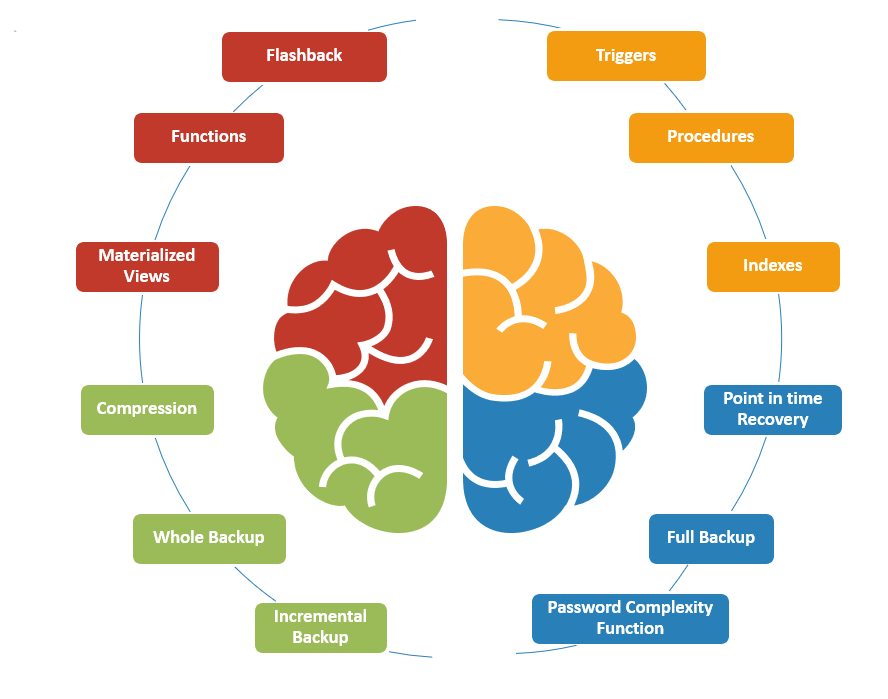 Flashback
Triggers
Functions
Procedures
Materialized
Views
Indexes
Compression
Point in time
Recovery
Whole Backup
Full Backup
Incremental
Backup
Password Complexity
Function